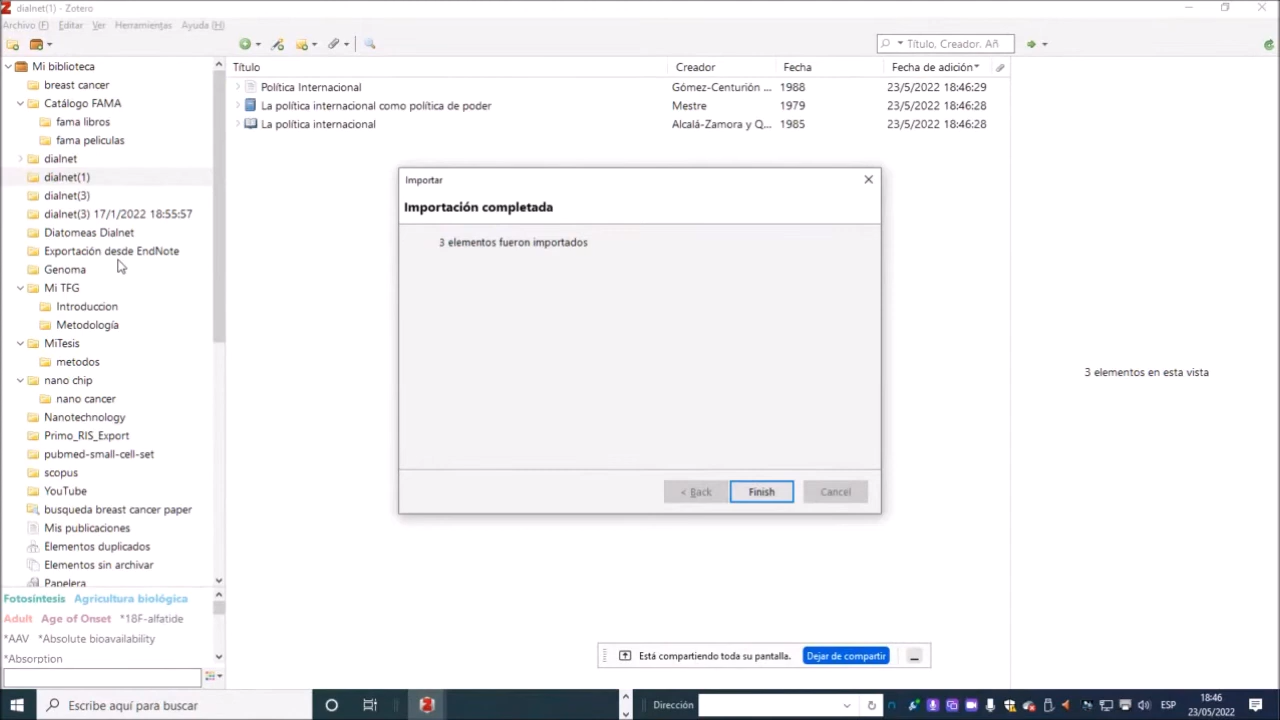 dialnet(1) - Zotero
Archivo (F) Editar Ver Herramientas Ayuda (H)
Título, Creador, Añ
Mi biblioteca
breast cancer
Catálogo FAMA
fama libros
fama peliculas
dialnet
dialnet(1)
dialnet(3)
dialnet(3) 17/1/2022 18:55:57
Diatomeas Dialnet
Exportación desde EndNote
Genoma
Mi TFG
Introduccion
Metodología
MiTesis
metodos
nano chip
nano cancer
Nanotechnology
Primo_RIS_Export
pubmed-small-cell-set
scopus
YouTube
busqueda breast cancer paper
Mis publicaciones
Elementos duplicados
Elementos sin archivar
Papelera
Fotosíntesis Agricultura biológica
Adult Age of Onset *18F-alfatide
*AAV *Absolute bioavailability
*Absorption
Título Creador Fecha Fecha de adición
Política Internacional Gómez-Centurión ... 1988 23/5/2022 18:46:29
La política internacional como política de poder Mestre 1979 23/5/2022 18:46:28
La política internacional Alcalá-Zamora y Q... 1985 23/5/2022 18:46:28
Importar
Importación completada
3 elementos fueron importados
< Back Finish Cancel
3 elementos en esta vista
Está compartiendo toda su pantalla. Dejar de compartir
Escribe aquí para buscar
Dirección
ESP
18:46
23/05/2022